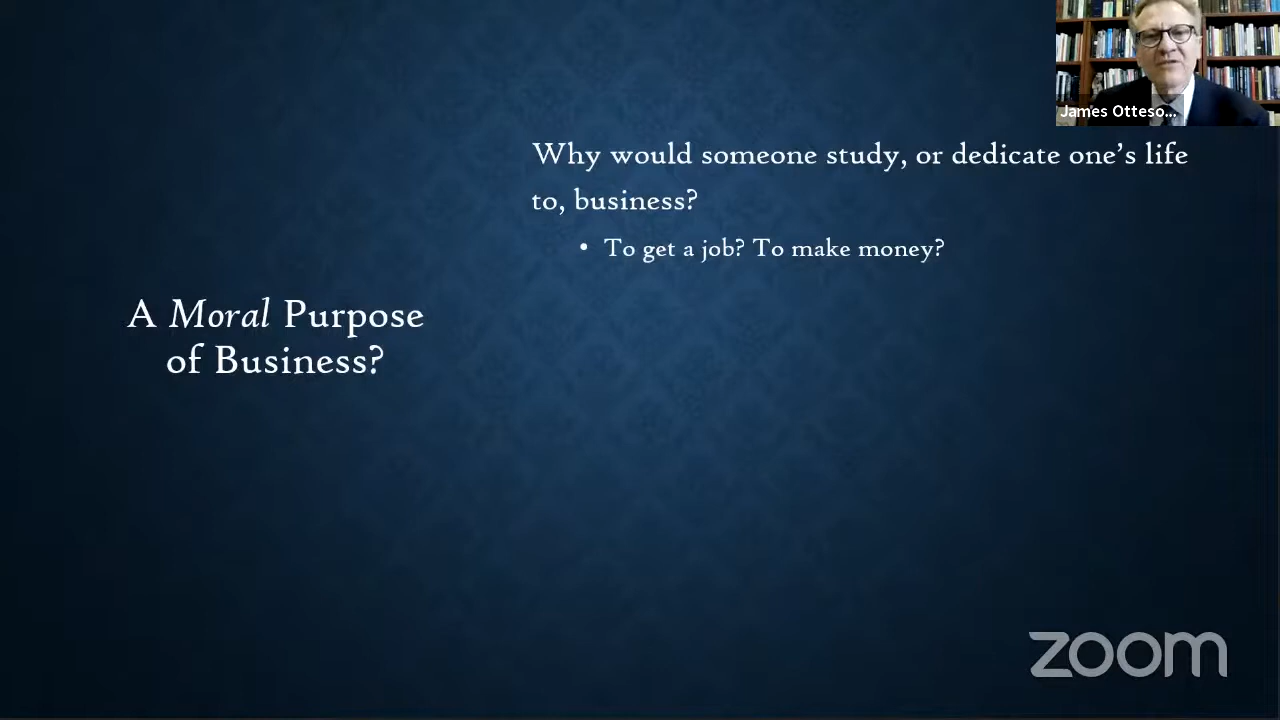 James Otteso...
Why would someone study, or dedicate one’s life
to, business?
• To get a job? To make money?
A Moral Purpose
of Business?
zoom